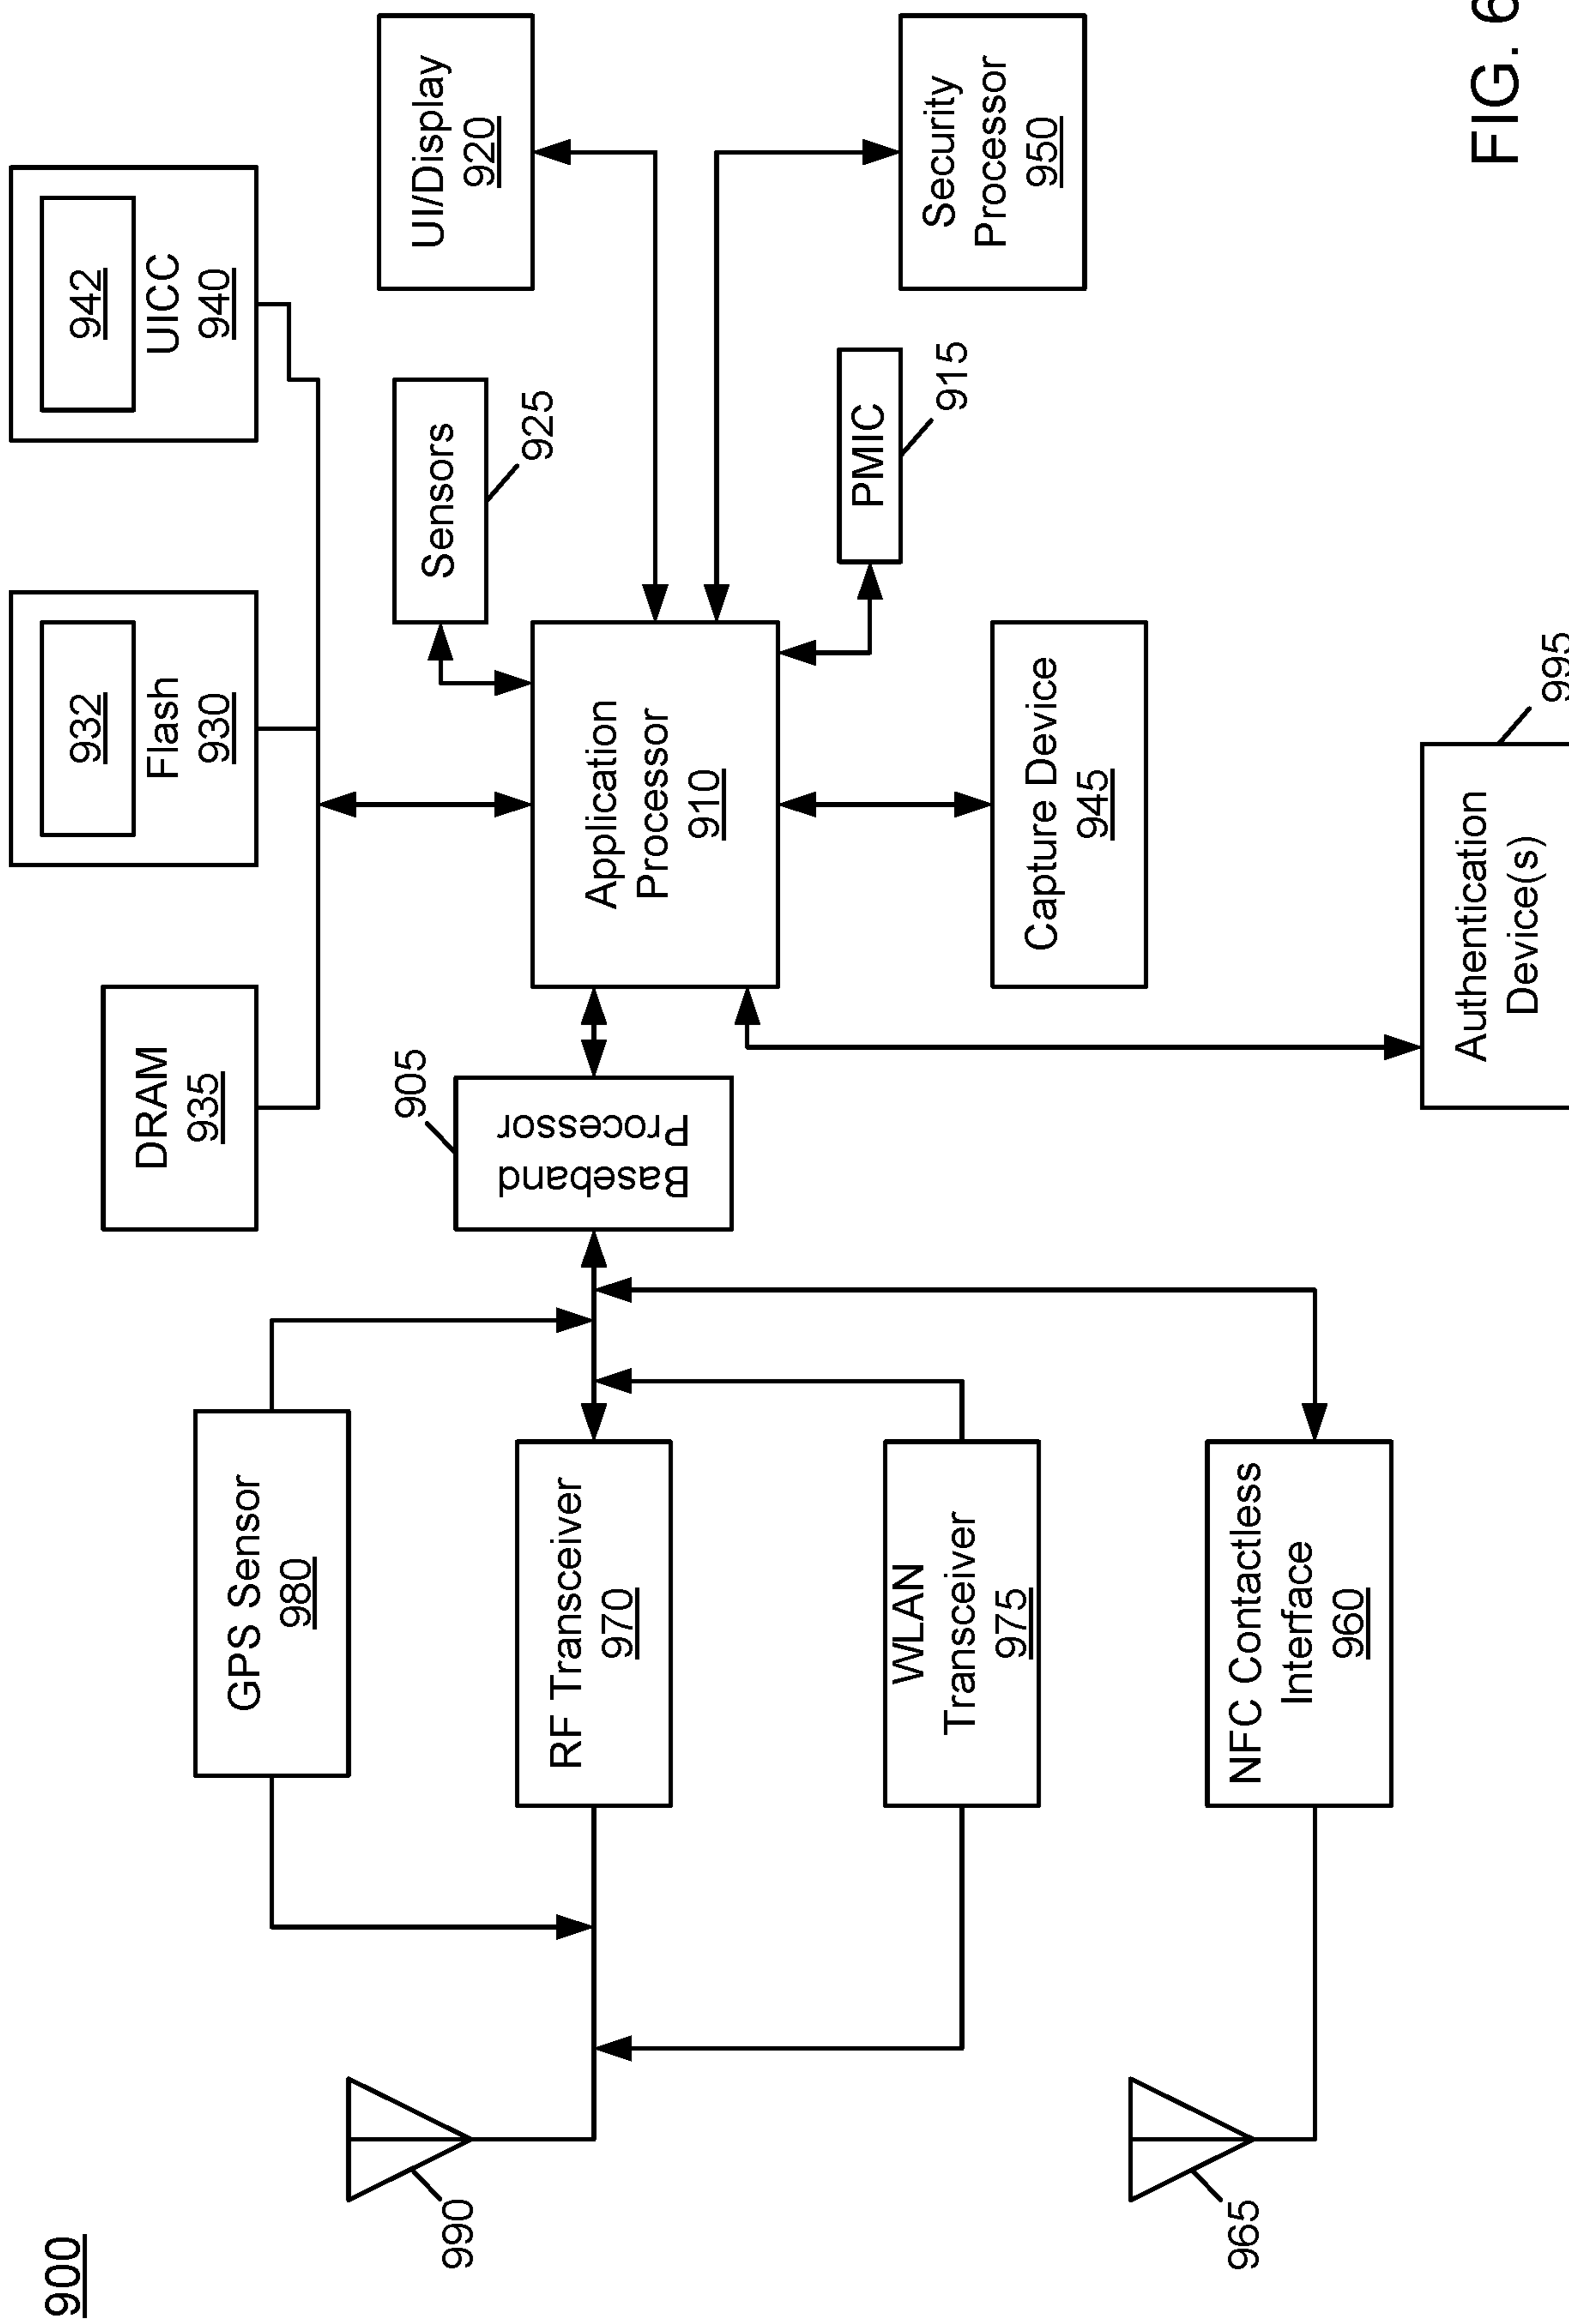 900
DRAM
935
932
Flash
930
942
UICC
940
Sensors
925
UI/Display
920
GPS Sensor
980
990
RF Transceiver
970
905
Baseband
Processor
Application
Processor
910
PMIC
915
Security
Processor
950
WLAN
Transceiver
975
Capture Device
945
965
NFC Contactless
Interface
960
Authentication
Device(s)
995
FIG. 6